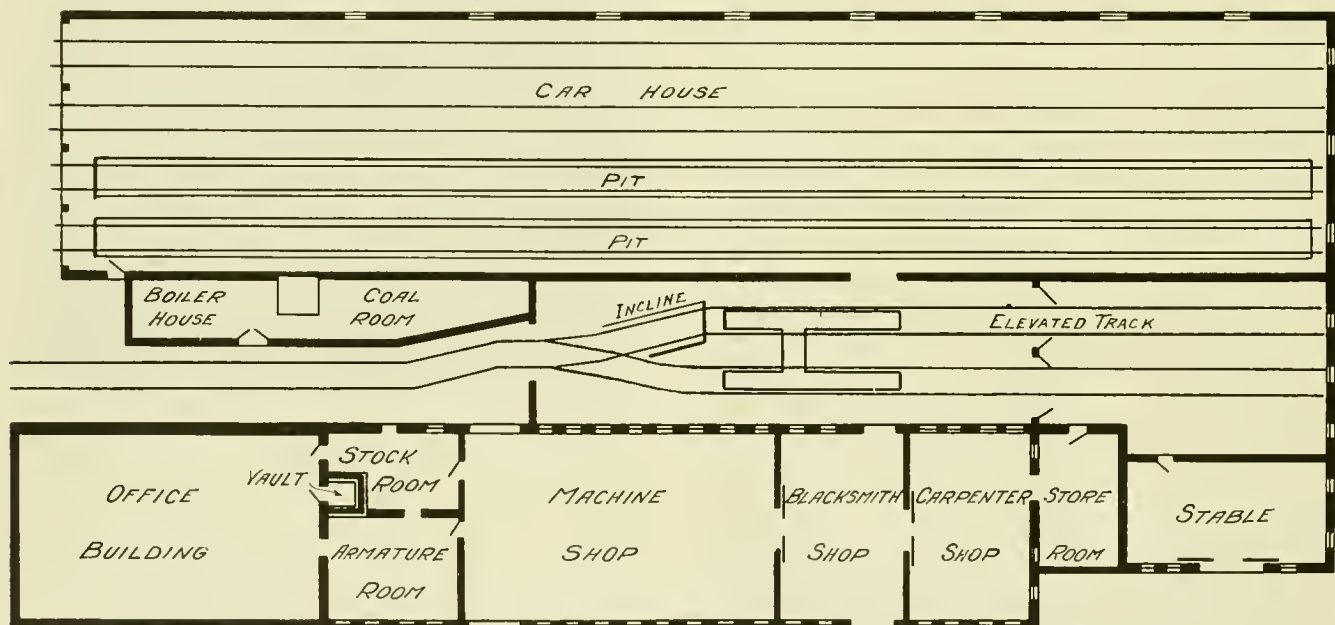 CAR HOUSE
PIT
PIT
BOILER
HOUSE
COAL
ROOM
INCLINE
ELEVATED TRACK
OFFICE
BUILDING
VAULT
STOCK
ROOM
ARMATURE
ROOM
MACHINE
SHOP
BLACKSMITH
SHOP
CARPENTER
SHOP
STORE
ROOM
STABLE